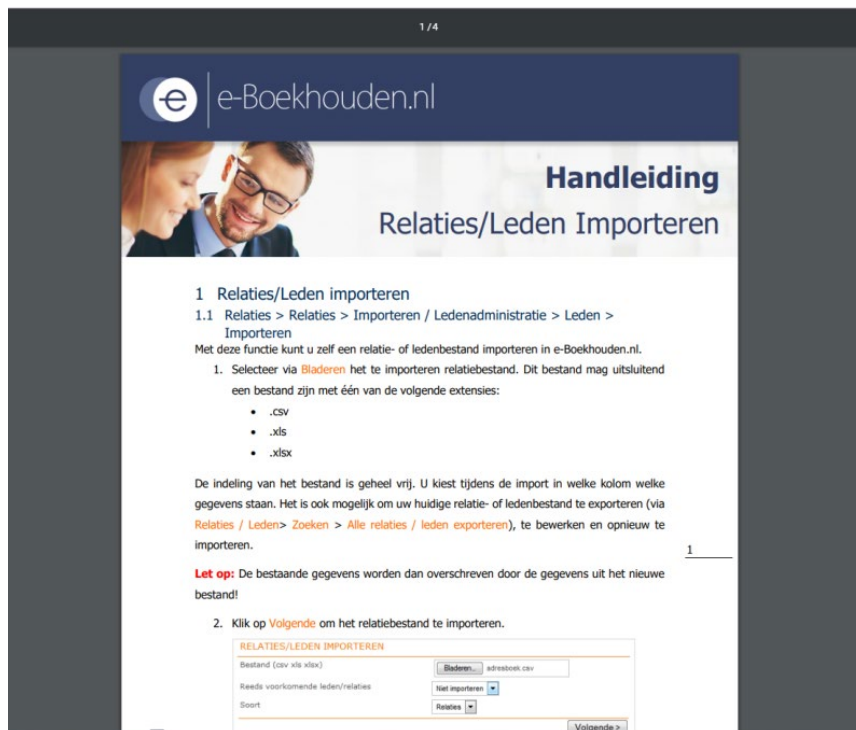 1 / 4
e e-Boekhouden.nl
Handleiding
Relaties/Leden Importeren
1 Relaties/Leden importeren
1.1 Relaties > Relaties > Importeren / Ledenadministratie > Leden >
Importeren
Met deze functie kunt u zelf een relatie- of ledenbestand importeren in e-Boekhouden.nl.
1. Selecteer via Bladeren het te importeren relatiebestand. Dit bestand mag uitsluitend
een bestand zijn met één van de volgende extensies:
• .csv
• .xls
• .xlsx
De indeling van het bestand is geheel vrij. U kiest tijdens de import in welke kolom welke
gegevens staan. Het is ook mogelijk om uw huidige relatie- of ledenbestand te exporteren (via
Relaties / Leden> Zoeken > Alle relaties / leden exporteren), te bewerken en opnieuw te
importeren.
1
Let op: De bestaande gegevens worden dan overschreven door de gegevens uit het nieuwe
bestand!
2. Klik op Volgende om het relatiebestand te importeren.
RELATIES/LEDEN IMPORTEREN
Bestand (csv xls xlsx) Bladeren... adresboek.csv
Reeds voorkomende leden/relaties Niet importeren
Soort Relaties
Volgende >